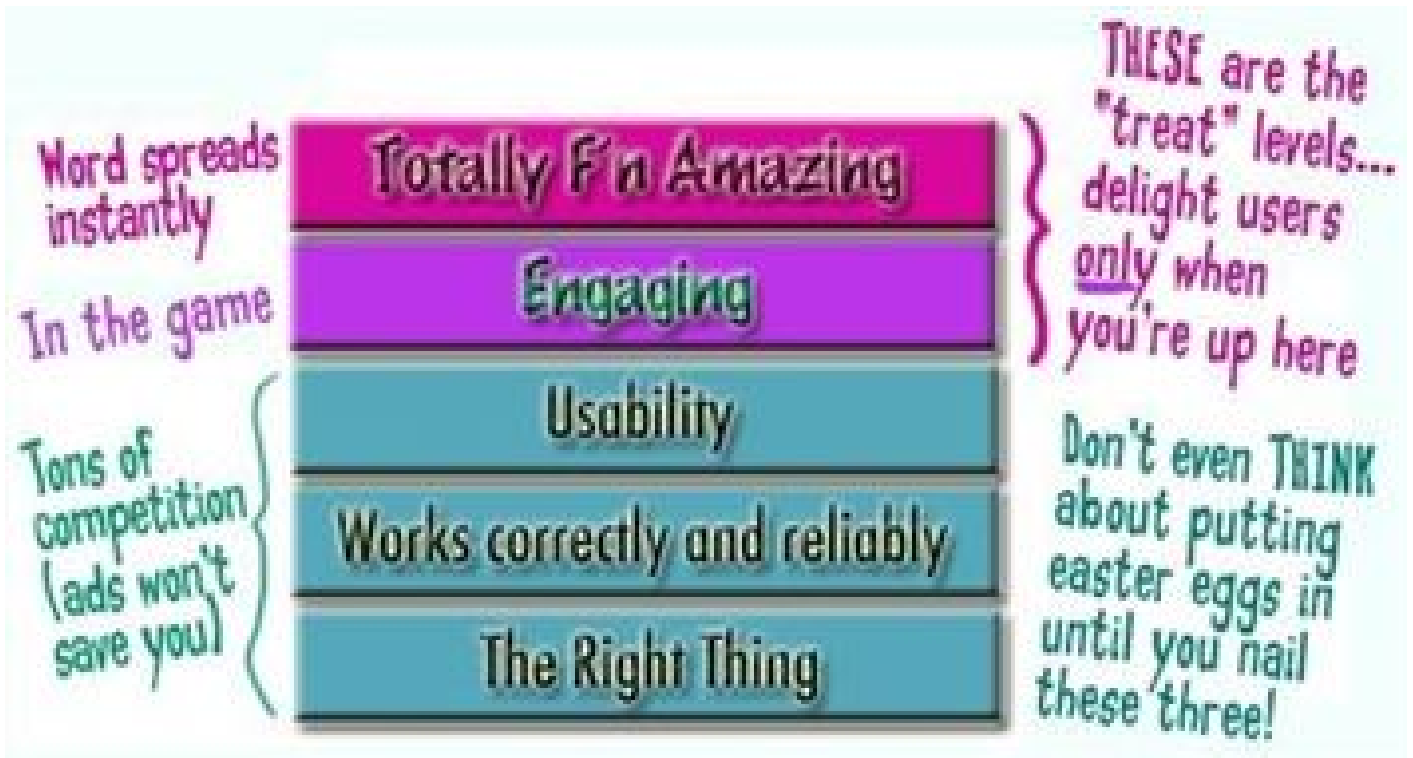 Word spreads
instantly
In the game
Tons of
competition
(ads won't
save you)
Totally F'n Amazing
Engaging
Usability
Works correctly and reliably
The Right Thing
THESE are the
"treat" levels...
delight users
only when
you're up here
Don't even THINK
about putting
easter eggs in
until you nail
these three!